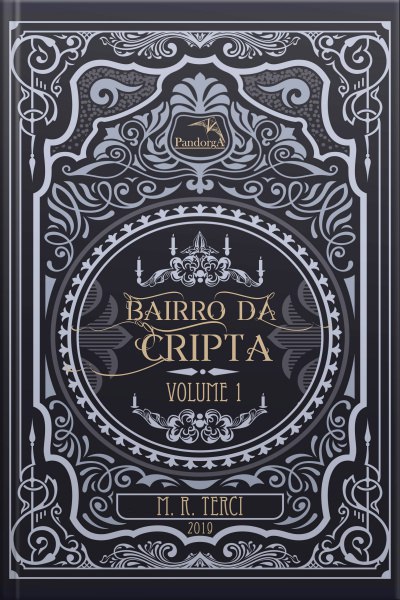 PandorgA
BAIRRO DA
CRIPTA
VOLUME 1
M. R. TERCI
2019